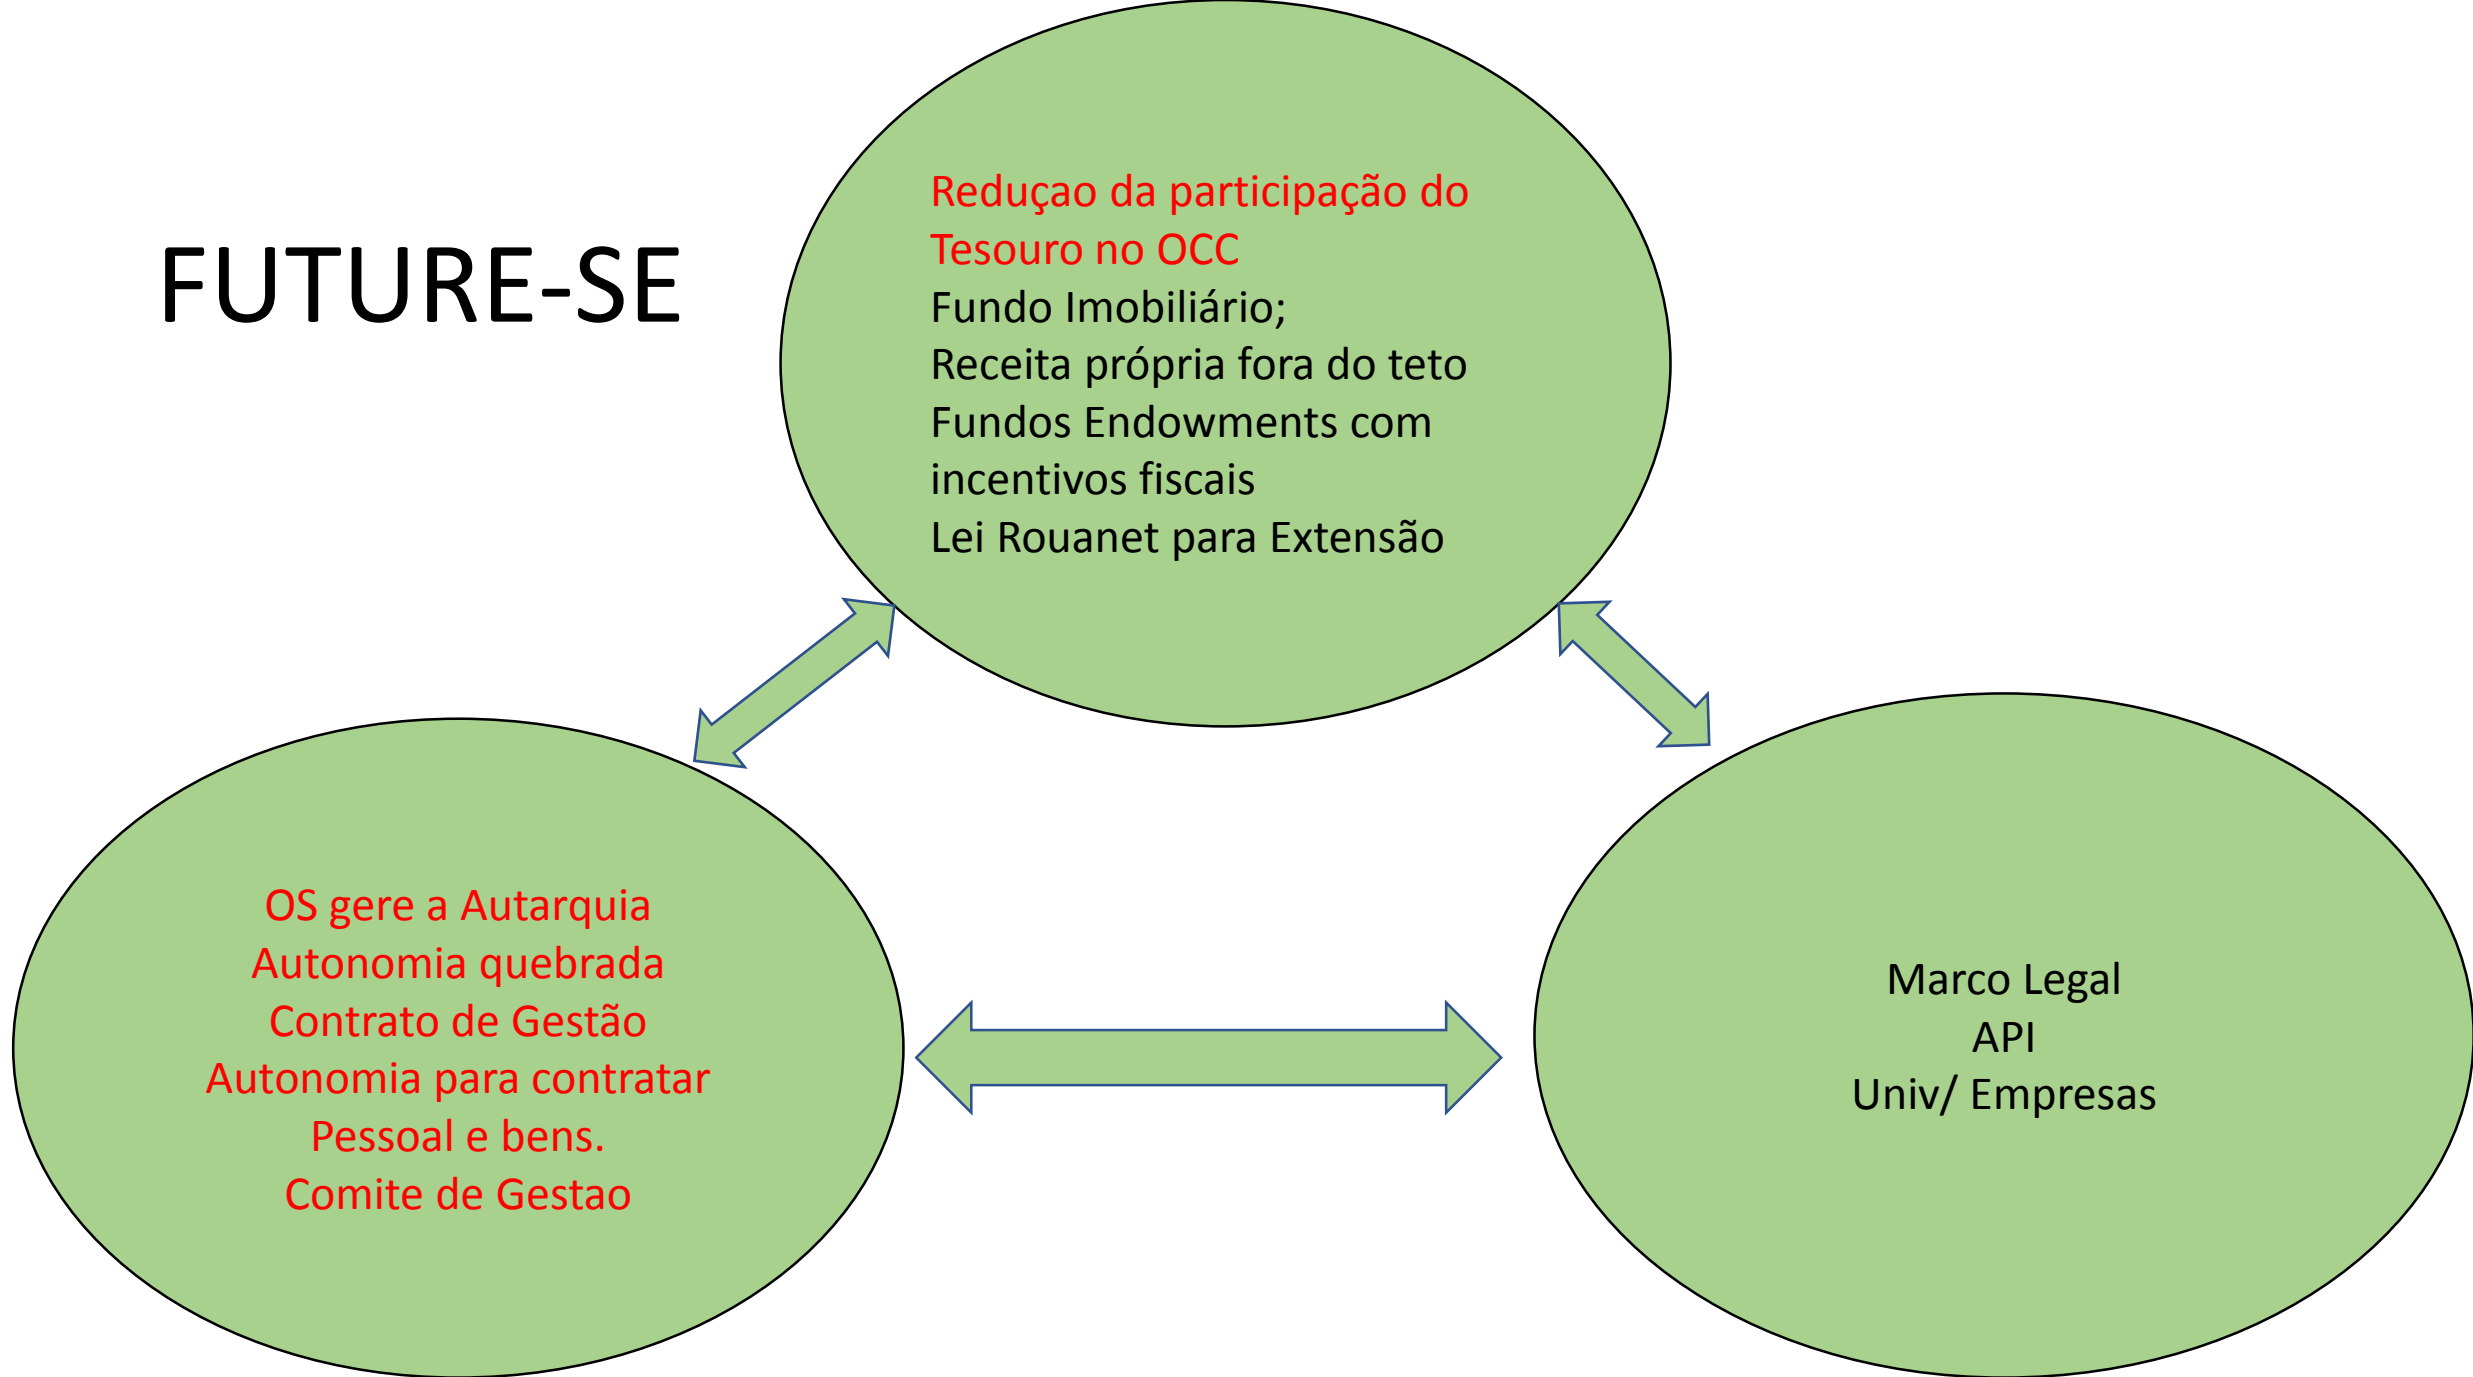 FUTURE-SE
Reduçao da participação do
Tesouro no OCC
Fundo Imobiliário;
Receita própria fora do teto
Fundos Endowments com
incentivos fiscais
Lei Rouanet para Extensão
OS gere a Autarquia
Autonomia quebrada
Contrato de Gestão
Autonomia para contratar
Pessoal e bens.
Comite de Gestao
Marco Legal
API
Univ/ Empresas